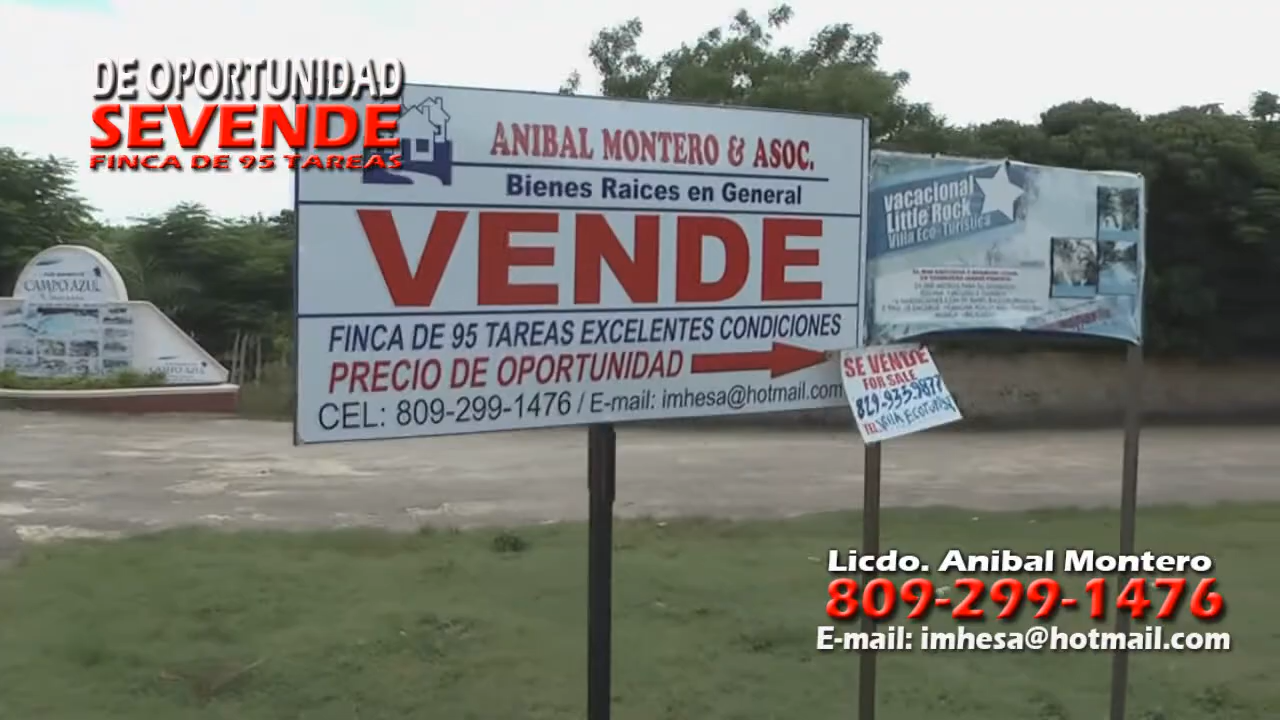 DE OPORTUNIDAD
SEVENDE
FINCA DE 95 TAREAS
ANIBAL MONTERO & ASOC.
Bienes Raices en General
VENDE
FINCA DE 95 TAREAS EXCELENTES CONDICIONES
PRECIO DE OPORTUNIDAD
CEL: 809-299-1476 / E-mail: imhesa@hotmail.com
vacacional
Little Rock
Villa Eco-Turistica
SE VENDE
FOR SALE
829-935-9877
TEL
CAMPO AZUL
Licdo. Anibal Montero
809-299-1476
E-mail: imhesa@hotmail.com